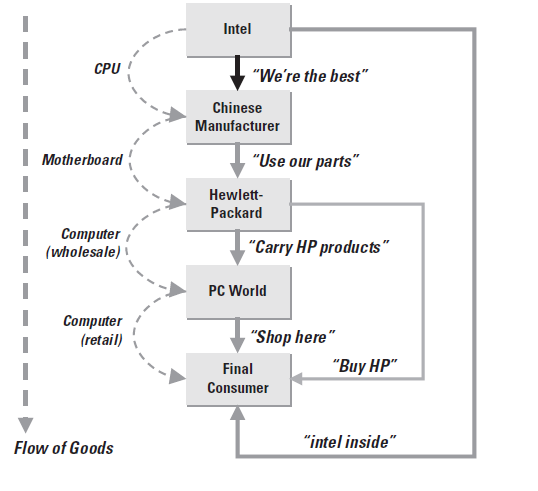 Intel
CPU
“We’re the best”
Chinese
Manufacturer
Motherboard
“Use our parts”
Hewlett-
Packard
Computer
(wholesale)
“Carry HP products”
PC World
Computer
(retail)
“Shop here”
Final
Consumer
“Buy HP”
“intel inside”
Flow of Goods